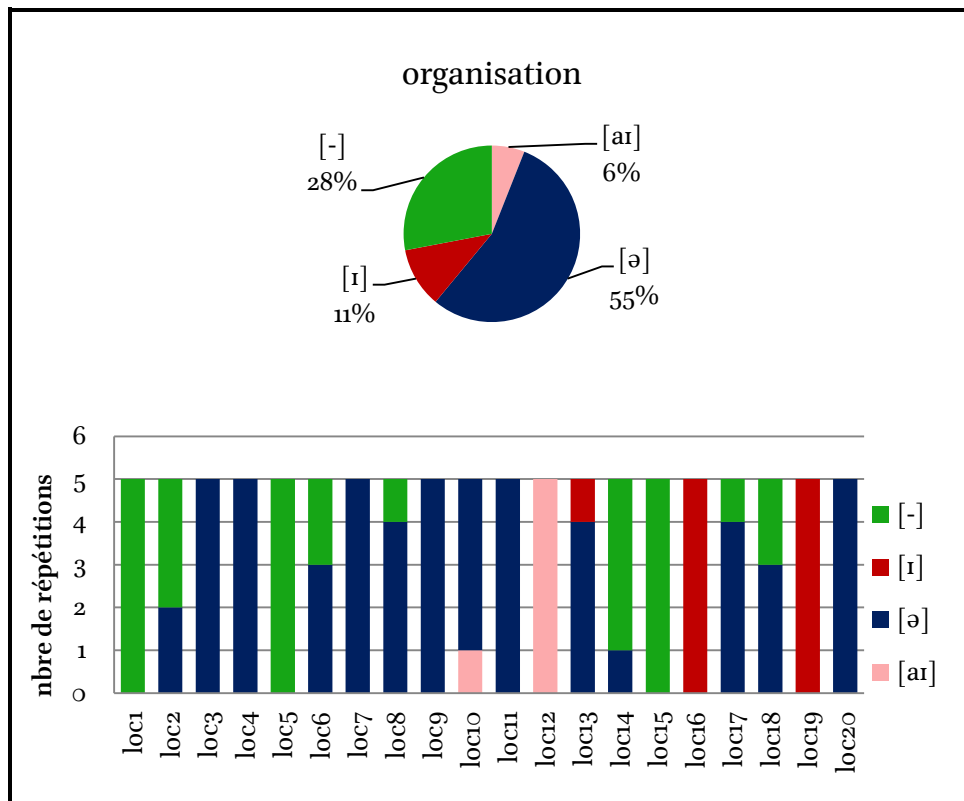 organisation
[-]
28%
[aɪ]
6%
[ɪ]
11%
[ə]
55%
nbre de répétitions
6
5
4
3
2
1
0
[-]
[ɪ]
[ə]
[aɪ]
loc1
loc2
loc3
loc4
loc5
loc6
loc7
loc8
loc9
loc10
loc11
loc12
loc13
loc14
loc15
loc16
loc17
loc18
loc19
loc20